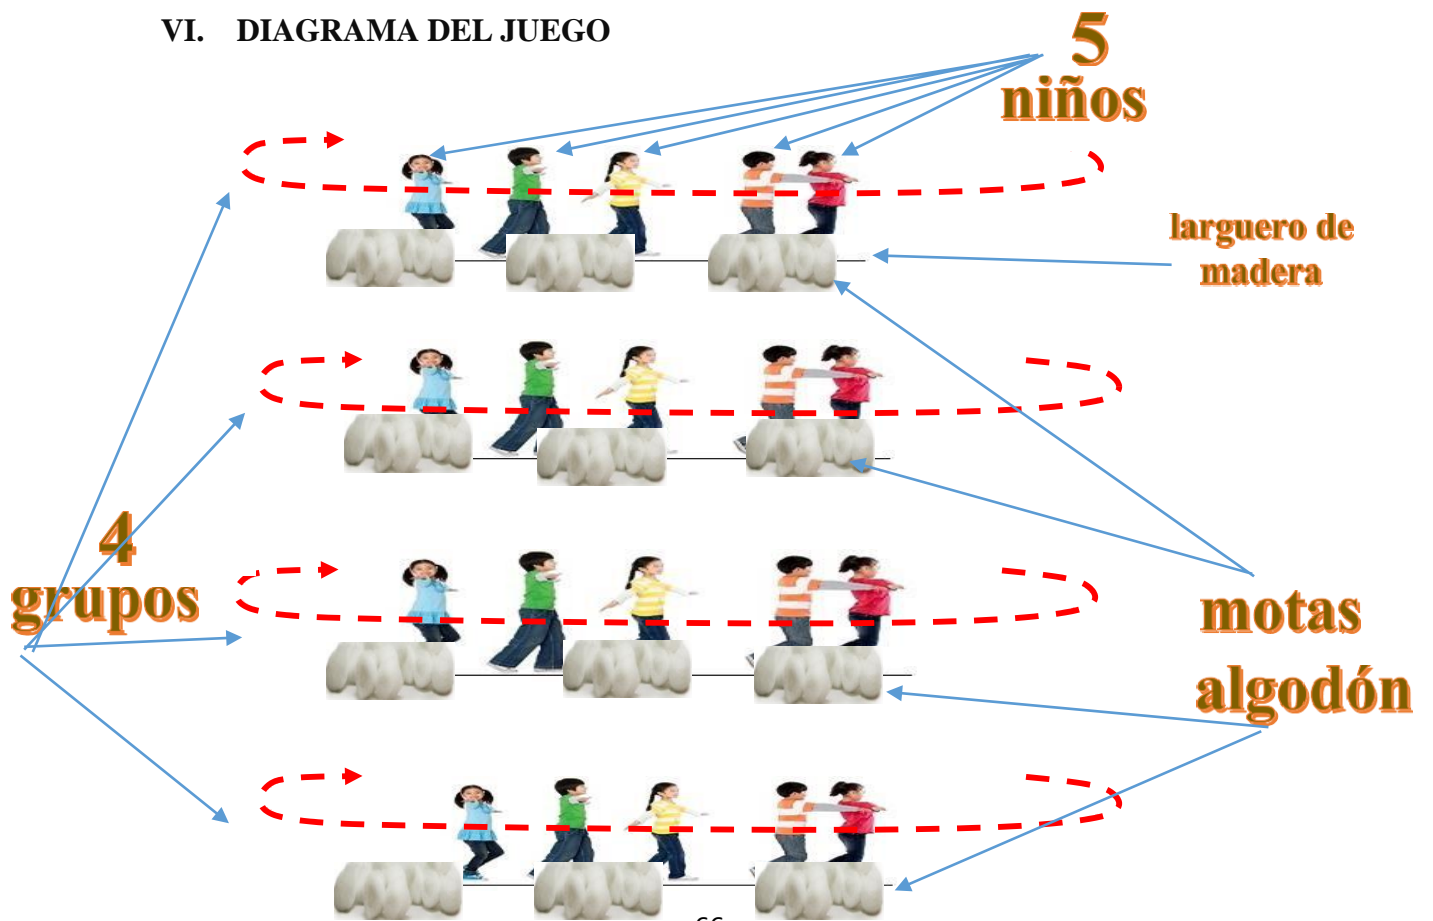 VI. DIAGRAMA DEL JUEGO
5
niños
larguero de
madera
4
grupos
motas
algodón